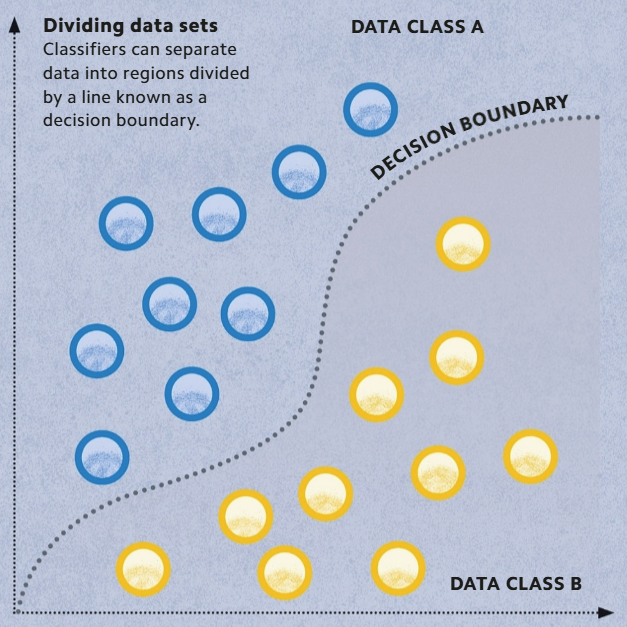 Dividing data sets
Classifiers can separate
data into regions divided
by a line known as a
decision boundary.
DATA CLASS A
DECISION BOUNDARY
DATA CLASS B